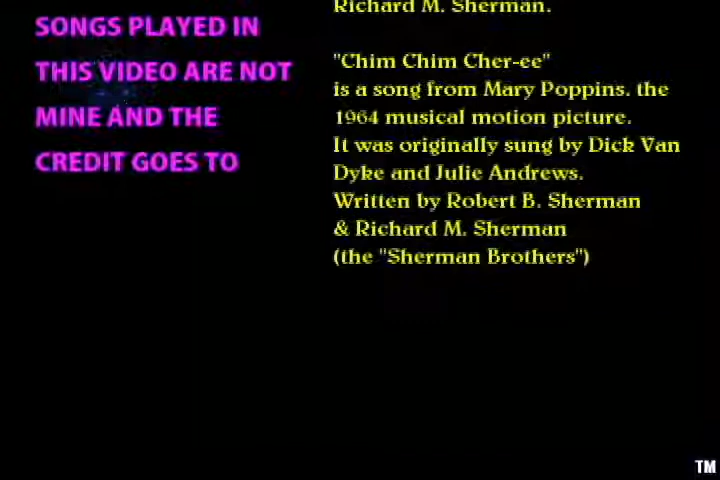 SONGS PLAYED IN
THIS VIDEO ARE NOT
MINE AND THE
CREDIT GOES TO
Richard M. Sherman.
"Chim Chim Cher-ee"
is a song from Mary Poppins. the
1964 musical motion picture.
It was originally sung by Dick Van
Dyke and Julie Andrews.
Written by Robert B. Sherman
& Richard M. Sherman
(the "Sherman Brothers")
TM